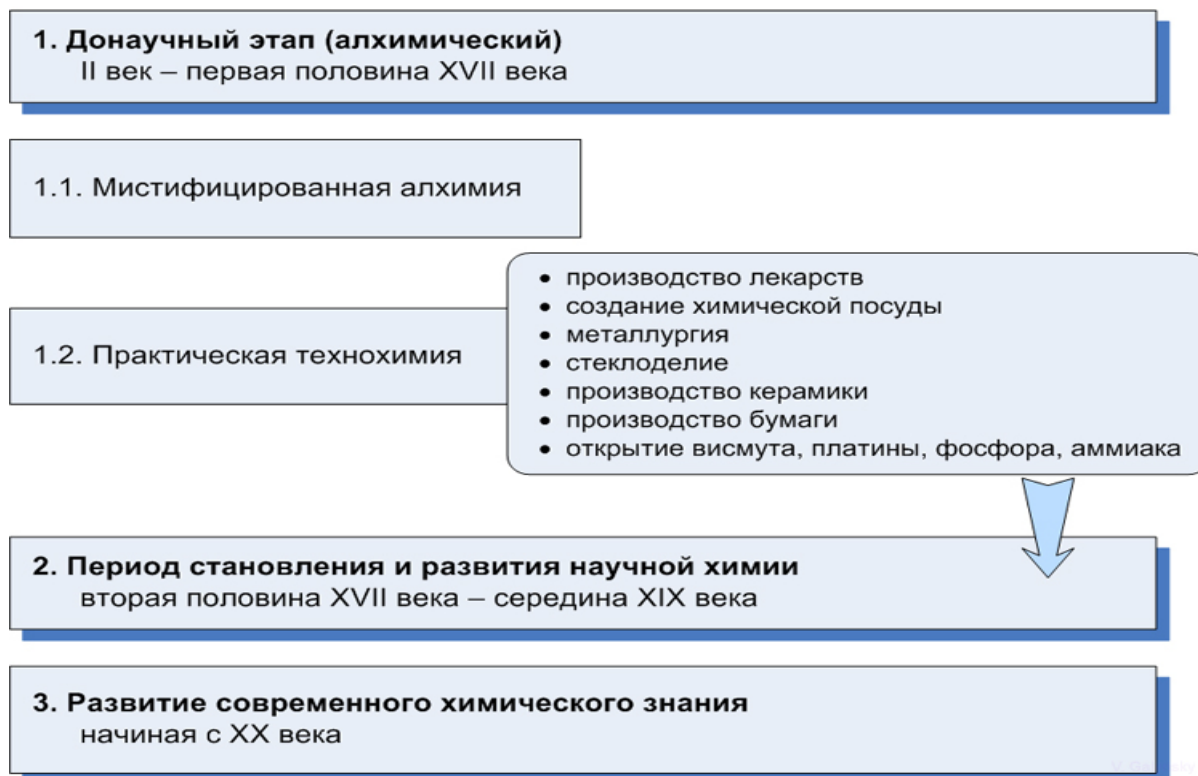 1. Донаучный этап (алхимический)
II век – первая половина XVII века
1.1. Мистифицированная алхимия
1.2. Практическая технохимия
• производство лекарств
• создание химической посуды
• металлургия
• стеклоделие
• производство керамики
• производство бумаги
• открытие висмута, платины, фосфора, аммиака
2. Период становления и развития научной химии
вторая половина XVII века – середина XIX века
3. Развитие современного химического знания
начиная с XX века